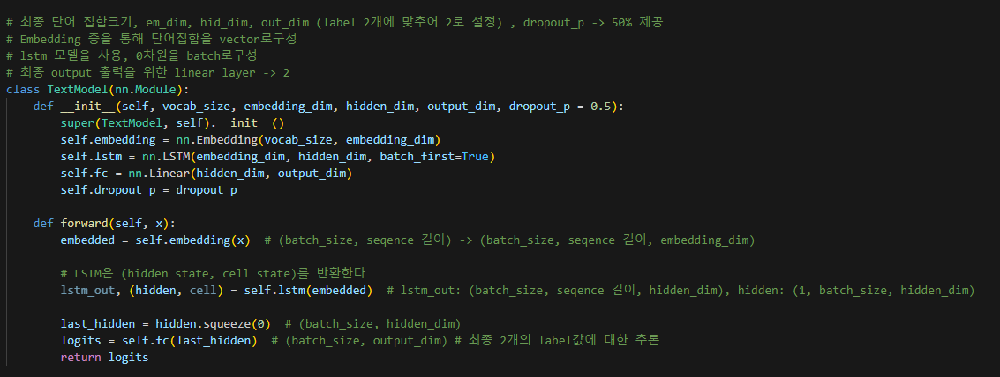 # 최종 단어 집합크기, em_dim, hid_dim, out_dim (label 2개에 맞추어 2로 설정) , dropout_p -> 50% 제공
# Embedding 층을 통해 단어집합을 vector로구성
# lstm 모델을 사용, 0차원을 batch로구성
# 최종 output 출력을 위한 linear layer -> 2
class TextModel(nn.Module):
    def __init__(self, vocab_size, embedding_dim, hidden_dim, output_dim, dropout_p = 0.5):
        super(TextModel, self).__init__()
        self.embedding = nn.Embedding(vocab_size, embedding_dim)
        self.lstm = nn.LSTM(embedding_dim, hidden_dim, batch_first=True)
        self.fc = nn.Linear(hidden_dim, output_dim)
        self.dropout_p = dropout_p

    def forward(self, x):
        embedded = self.embedding(x)  # (batch_size, seqence 길이) -> (batch_size, seqence 길이, embedding_dim)

        # LSTM은 (hidden state, cell state)를 반환한다
        lstm_out, (hidden, cell) = self.lstm(embedded)  # lstm_out: (batch_size, seqence 길이, hidden_dim), hidden: (1, batch_size, hidden_dim)

        last_hidden = hidden.squeeze(0)  # (batch_size, hidden_dim)
        logits = self.fc(last_hidden)  # (batch_size, output_dim) # 최종 2개의 label값에 대한 추론
        return logits